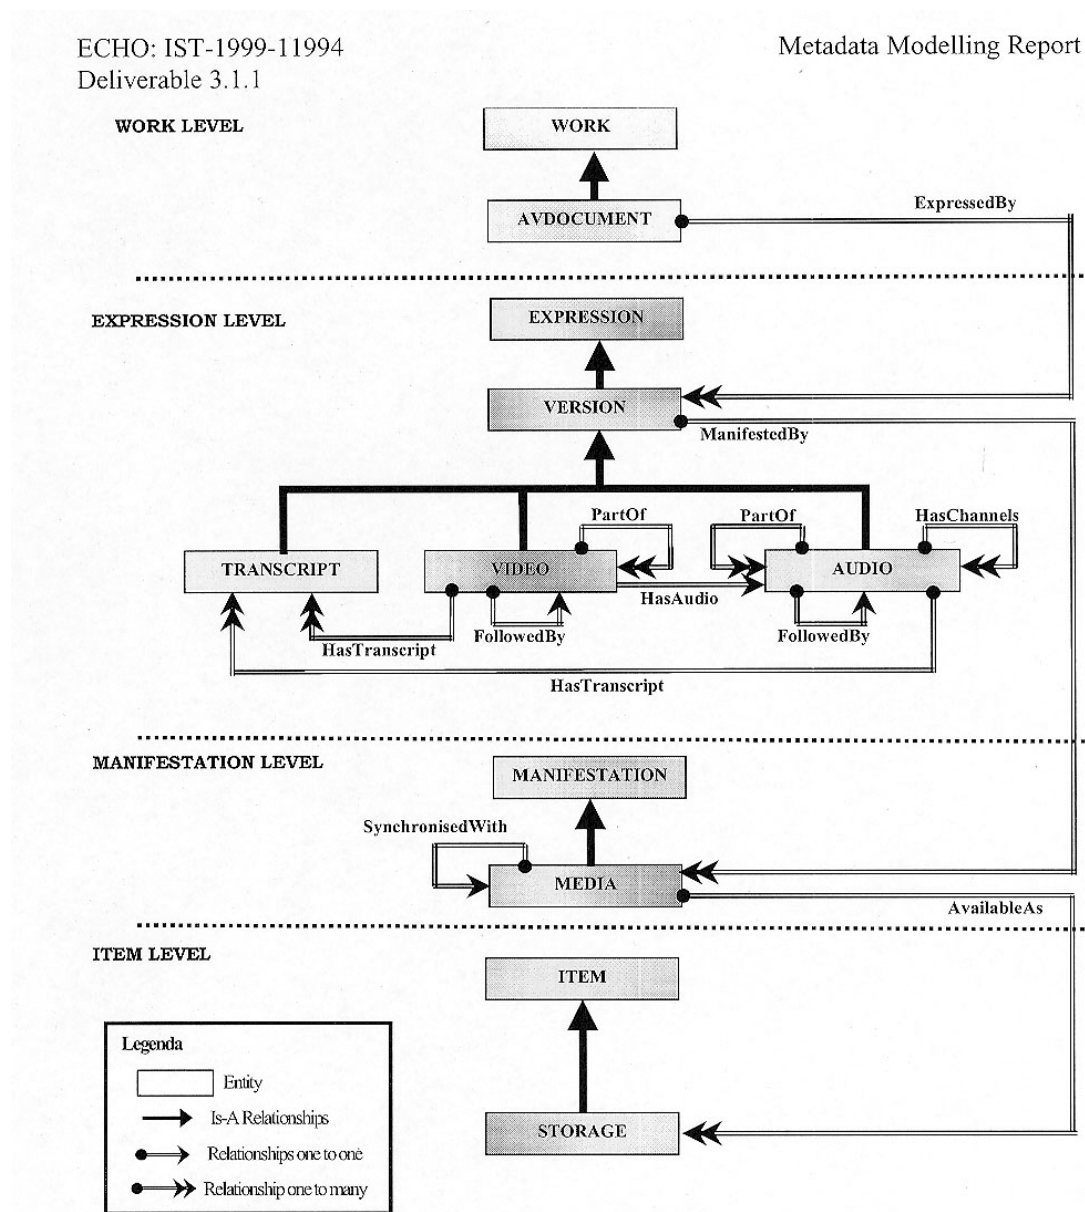 ECHO: IST-1999-11994
Metadata Modelling Report
Deliverable 3.1.1
WORK LEVEL
WORK
AVDOCUMENT
ExpressedBy
EXPRESSION LEVEL
EXPRESSION
VERSION
ManifestedBy
PartOf
PartOf
HasChannels
TRANSCRIPT
VIDEO
AUDIO
HasAudio
FollowedBy
FollowedBy
HasTranscript
HasTranscript
MANIFESTATION LEVEL
MANIFESTATION
SynchronisedWith
MEDIA
AvailableAs
ITEM LEVEL
ITEM
STORAGE
Legenda
Entity
Is-A Relationships
Relationships one to one
Relationship one to many